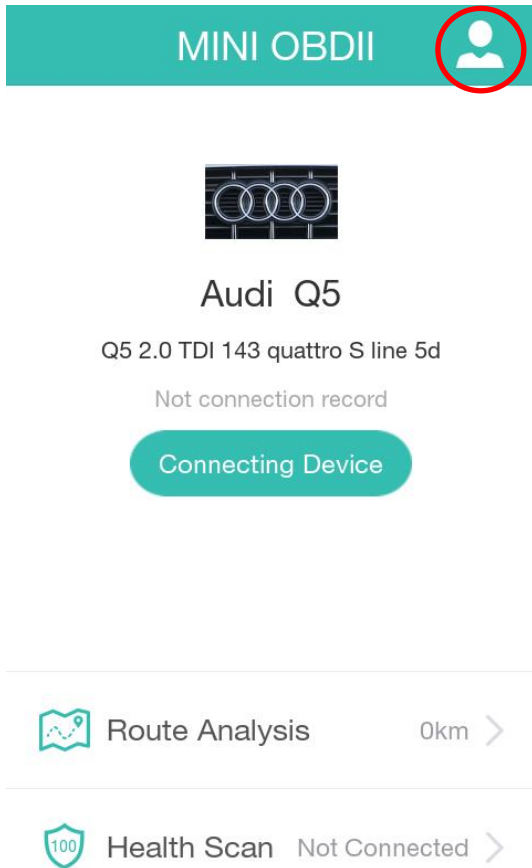 MINI OBDII
Audi Q5
Q5 2.0 TDI 143 quattro S line 5d
Not connection record
Connecting Device
Route Analysis 0km
100 Health Scan Not Connected